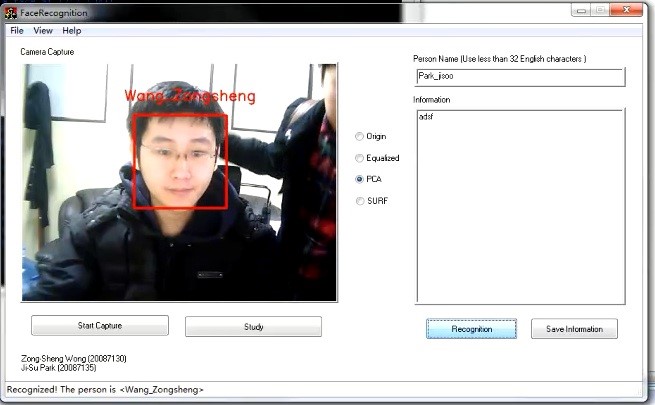 FaceRecognition
File View Help
Camera Capture
Wang_Zongsheng
Person Name (Use less than 32 English characters )
Park_jisoo
Information
adsf
Origin
Equalized
PCA
SURF
Start Capture
Study
Recognition
Save Information
Zong-Sheng Wong (20087130)
Ji-Su Park (20087135)
Recognized! The person is <Wang_Zongsheng>